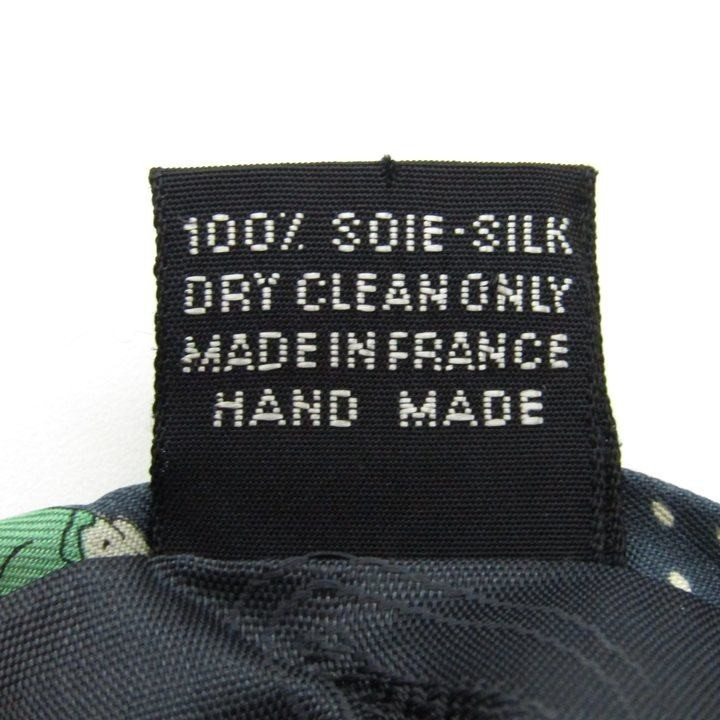 100% SOIE-SILK
DRY CLEAN ONLY
MADE IN FRANCE
HAND MADE